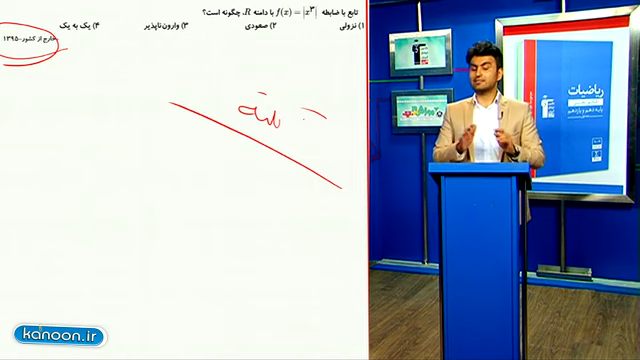 تابع با ضابطه f(x) = |x³| با دامنه R، چگونه است؟
۱) نزولی ۲) صعودی ۳) وارون‌ناپذیر ۴) یک به یک
خارج از کشور-۱۳۹۵
ریاضیات
kanoon.ir